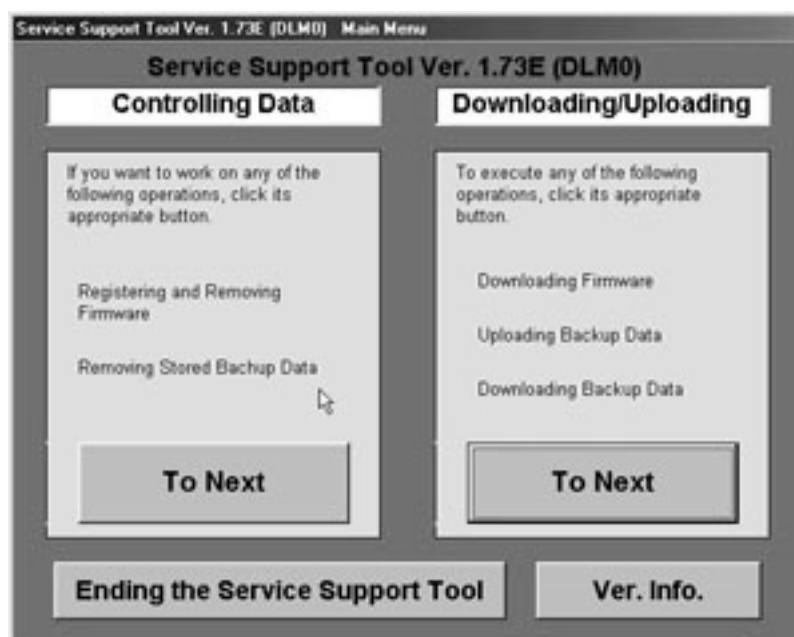 Service Support Tool Ver. 1.73E (DLM0) Main Menu
Service Support Tool Ver. 1.73E (DLM0)
Controlling Data
If you want to work on any of the
following operations, click its
appropriate button.
Registering and Removing
Firmware
Removing Stored Bachup Data
To Next
Downloading/Uploading
To execute any of the following
operations, click its appropriate
button.
Downloading Firmware
Uploading Backup Data
Downloading Backup Data
To Next
Ending the Service Support Tool
Ver. Info.